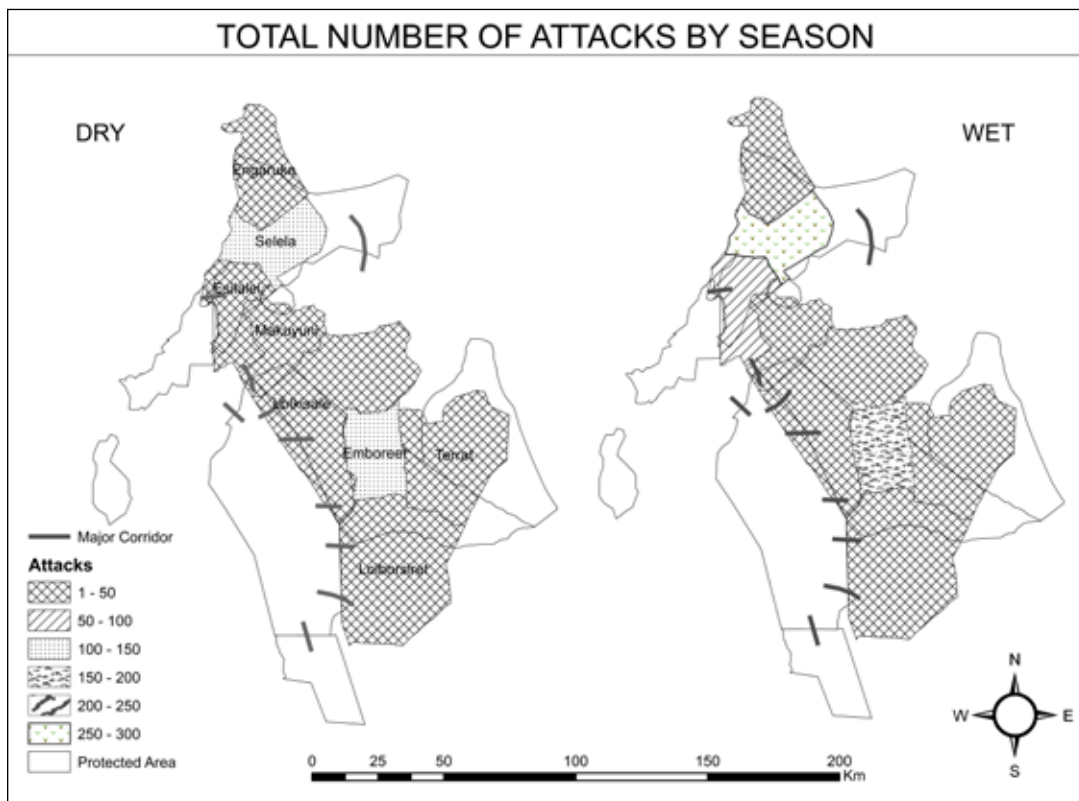 TOTAL NUMBER OF ATTACKS BY SEASON
DRY
WET
Engaruka
Selela
Esilalei
Makuyuni
Lolkisale
Emboreet
Terrat
Loiborsiret
Major Corridor
Attacks
1 - 50
50 - 100
100 - 150
150 - 200
200 - 250
250 - 300
Protected Area
N
W
E
S
0 25 50 100 150 200
Km